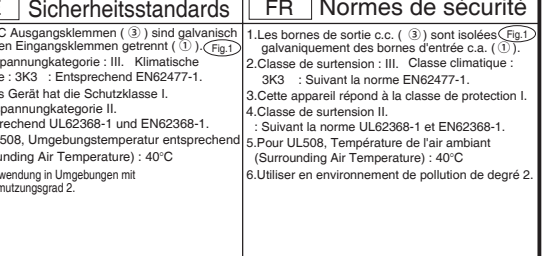 Sicherheitsstandards
C Ausgangsklemmen ( ③ ) sind galvanisch
en Eingangsklemmen getrennt ( ① ). Fig.1
pannungkategorie : III. Klimatische
e : 3K3 : Entsprechend EN62477-1.
s Gerät hat die Schutzklasse I.
pannungkategorie II.
rechend UL62368-1 und EN62368-1.
508, Umgebungstemperatur entsprechend
unding Air Temperature) : 40°C
wendung in Umgebungen mit
mutzungsgrad 2.
FR Normes de sécurité
1.Les bornes de sortie c.c. ( ③ ) sont isolées Fig.1
galvaniquement des bornes d'entrée c.a. ( ① ).
2.Classe de surtension : III. Classe climatique :
3K3 : Suivant la norme EN62477-1.
3.Cette appareil répond à la classe de protection I.
4.Classe de surtension II.
: Suivant la norme UL62368-1 et EN62368-1.
5.Pour UL508, Température de l'air ambiant
(Surrounding Air Temperature) : 40°C
6.Utiliser en environnement de pollution de degré 2.